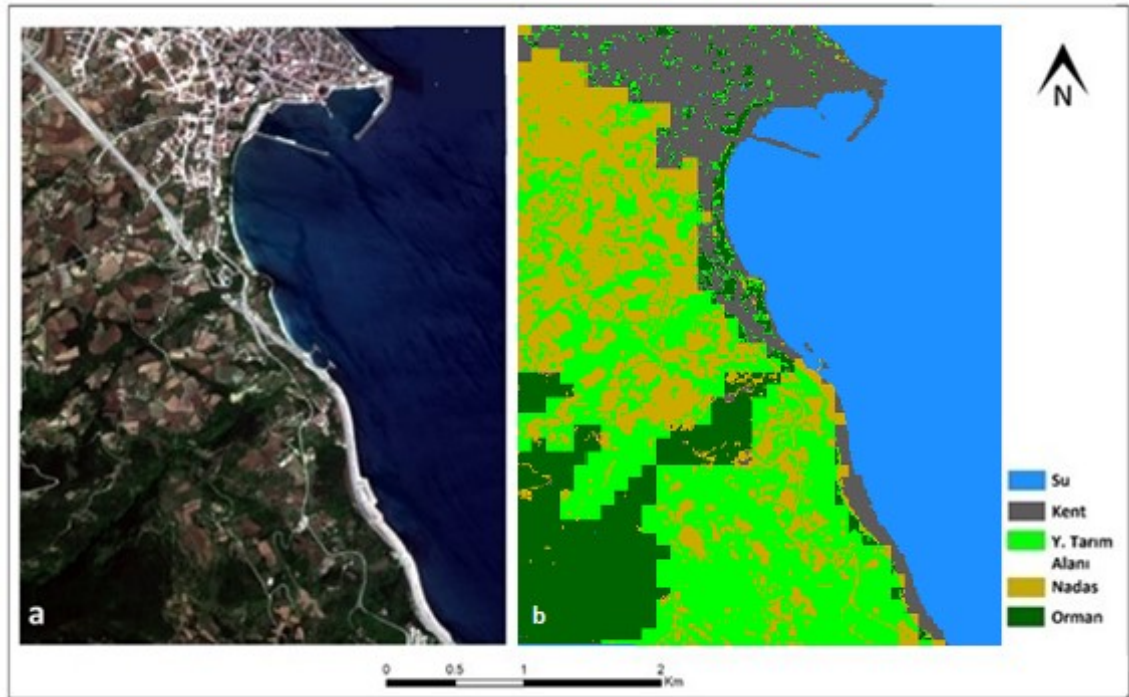 N
Su
Kent
Y. Tarım
Alanı
Nadas
Orman
a
b
0 0.5 1 2
Km